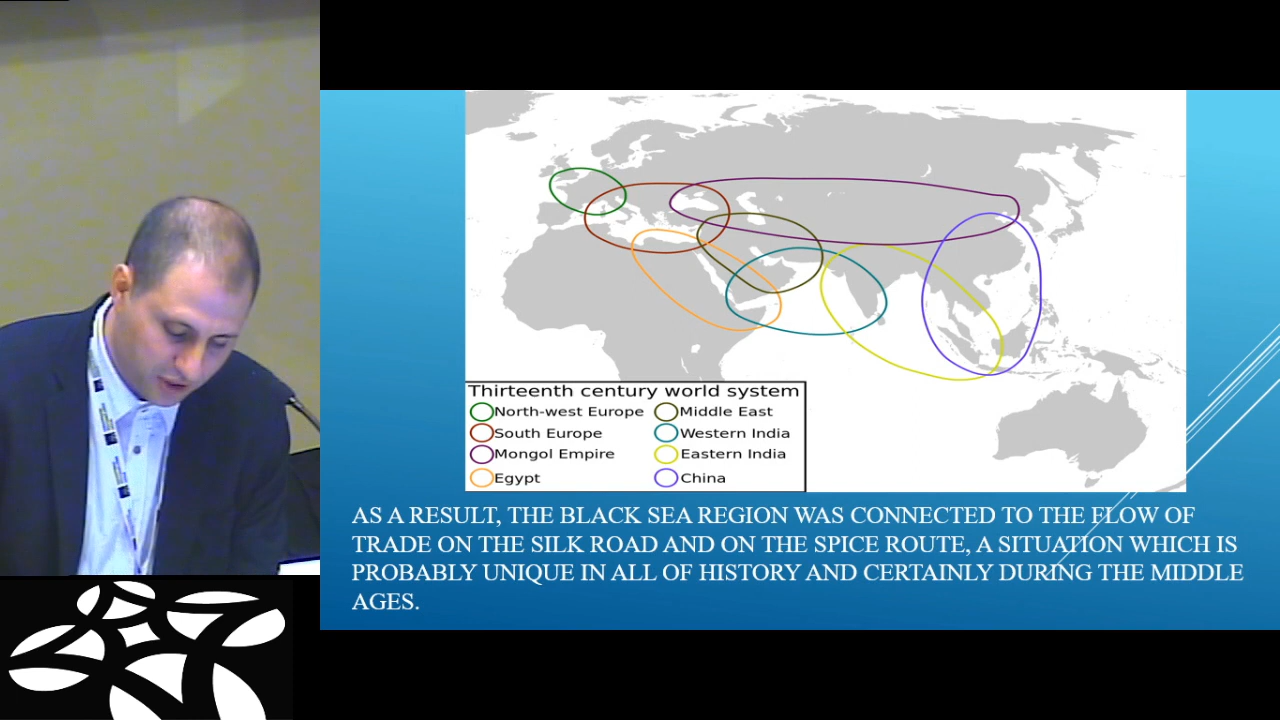 Thirteenth century world system
North-west Europe
Middle East
South Europe
Western India
Mongol Empire
Eastern India
Egypt
China
AS A RESULT, THE BLACK SEA REGION WAS CONNECTED TO THE FLOW OF
TRADE ON THE SILK ROAD AND ON THE SPICE ROUTE, A SITUATION WHICH IS
PROBABLY UNIQUE IN ALL OF HISTORY AND CERTAINLY DURING THE MIDDLE
AGES.